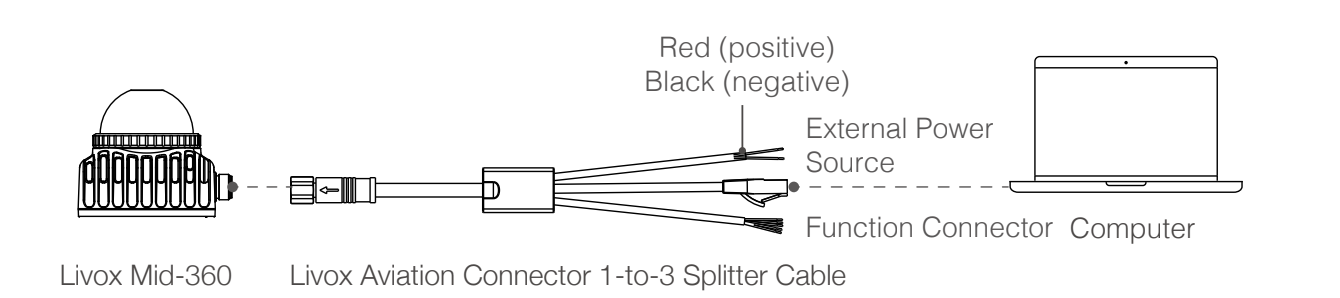 Red (positive)
Black (negative)
External Power
Source
Function Connector
Computer
Livox Mid-360
Livox Aviation Connector 1-to-3 Splitter Cable